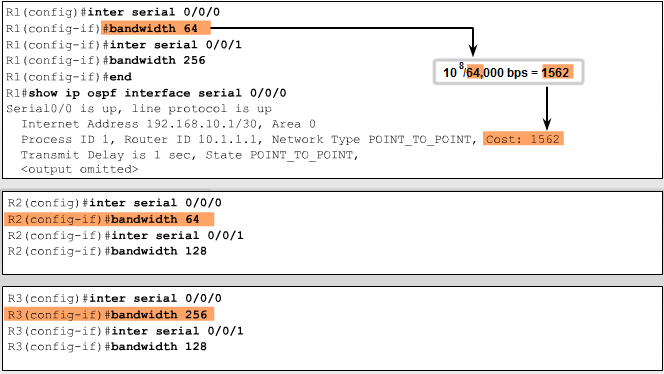 R1(config)#inter serial 0/0/0
R1(config-if)#bandwidth 64
R1(config-if)#inter serial 0/0/1
R1(config-if)#bandwidth 256
R1(config-if)#end
R1#show ip ospf interface serial 0/0/0
Serial0/0 is up, line protocol is up
Internet Address 192.168.10.1/30, Area 0
Process ID 1, Router ID 10.1.1.1, Network Type POINT_TO_POINT, Cost: 1562
Transmit Delay is 1 sec, State POINT_TO_POINT,
<output omitted>
10⁸/64,000 bps = 1562
R2(config)#inter serial 0/0/0
R2(config-if)#bandwidth 64
R2(config-if)#inter serial 0/0/1
R2(config-if)#bandwidth 128
R3(config)#inter serial 0/0/0
R3(config-if)#bandwidth 256
R3(config-if)#inter serial 0/0/1
R3(config-if)#bandwidth 128